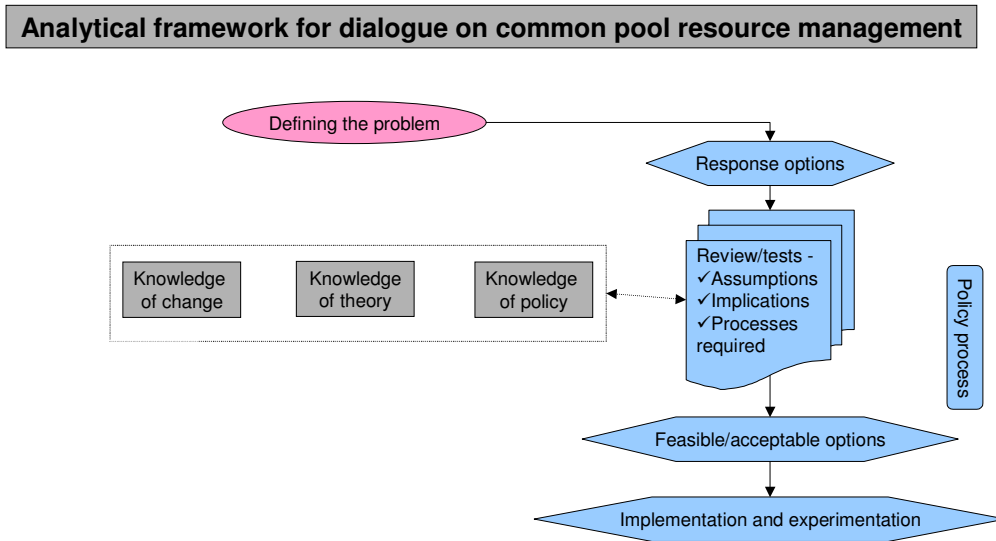 Analytical framework for dialogue on common pool resource management
Defining the problem
Response options
Review/tests -
✓Assumptions
✓Implications
✓Processes
required
Knowledge
of change
Knowledge
of theory
Knowledge
of policy
Policy process
Feasible/acceptable options
Implementation and experimentation